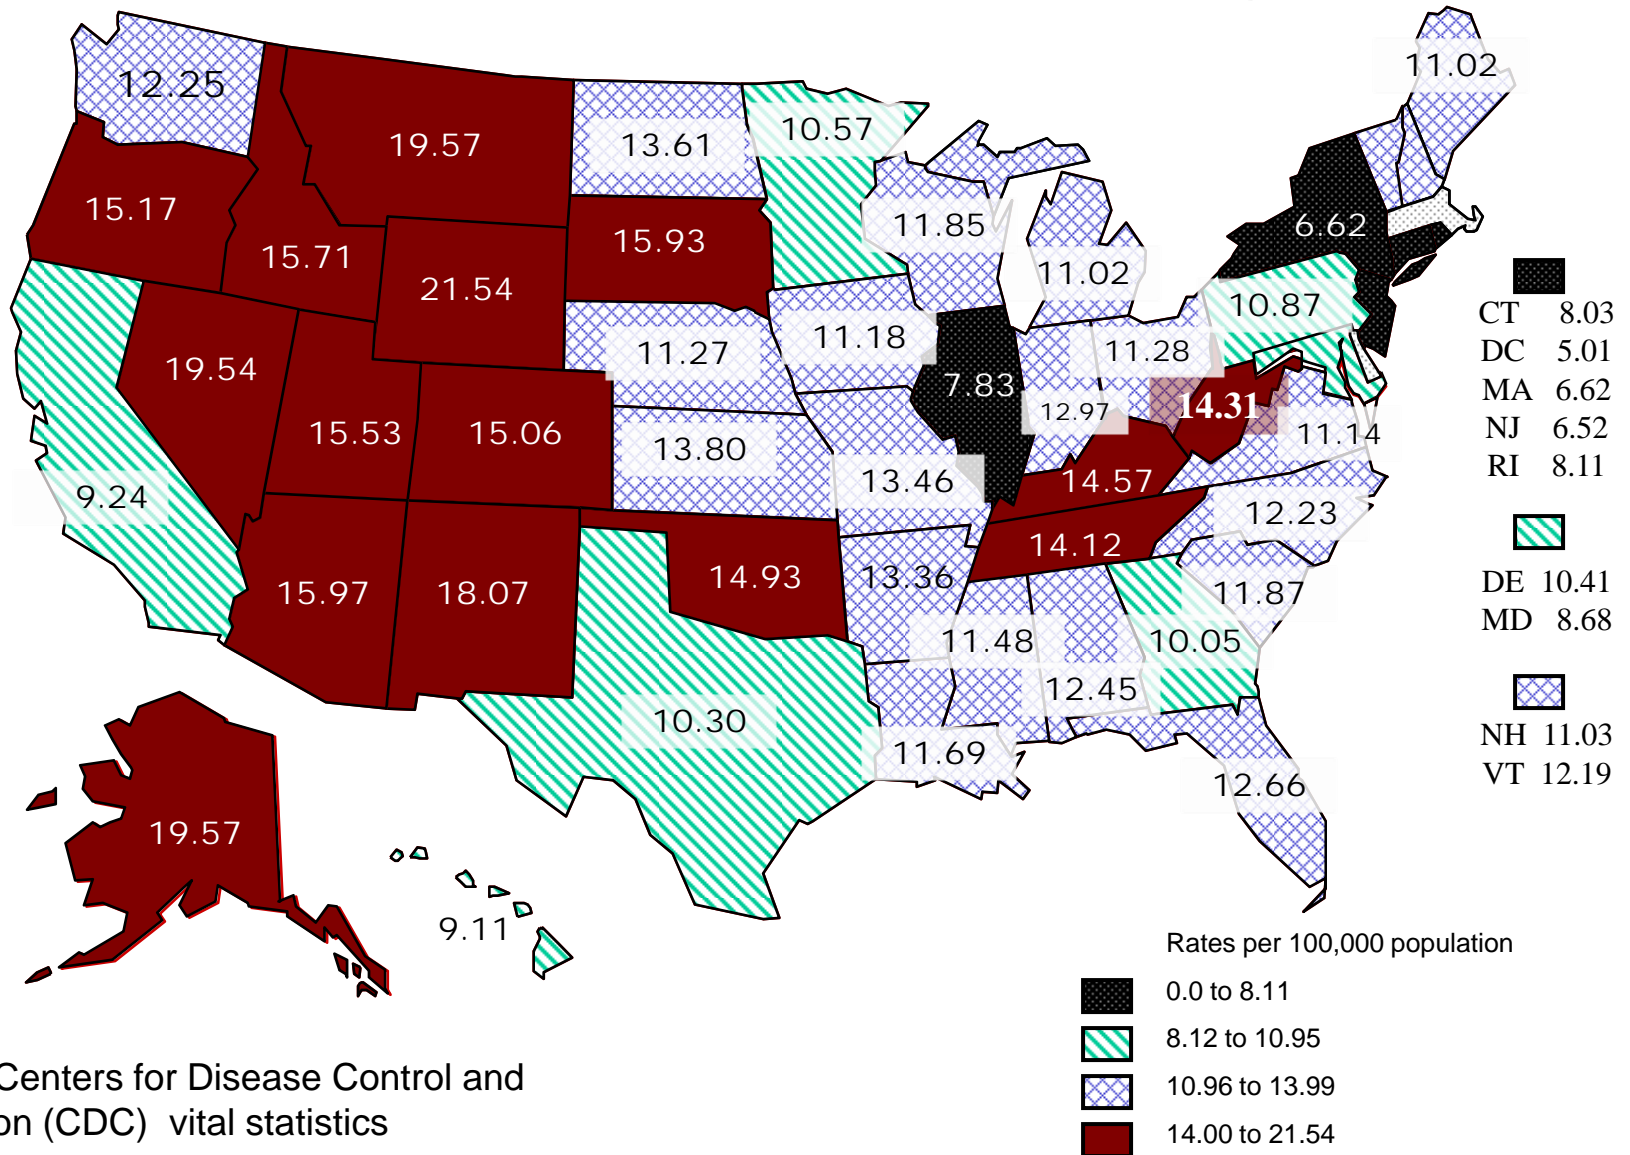 11.02
12.25
10.57
19.57
13.61
15.17
11.85
6.62
15.93
15.71
11.02
21.54
10.87
CT 8.03
11.18
11.27
11.28
DC 5.01
19.54
7.83
MA 6.62
14.31
12.97
15.53
15.06
11.14
NJ 6.52
13.80
RI 8.11
9.24
13.46
14.57
12.23
14.12
15.97
18.07
14.93
13.36
11.87
DE 10.41
MD 8.68
11.48
10.05
12.45
10.30
NH 11.03
11.69
VT 12.19
12.66
19.57
9.11
Rates per 100,000 population
0.0 to 8.11
8.12 to 10.95
10.96 to 13.99
14.00 to 21.54
Centers for Disease Control and
on (CDC) vital statistics